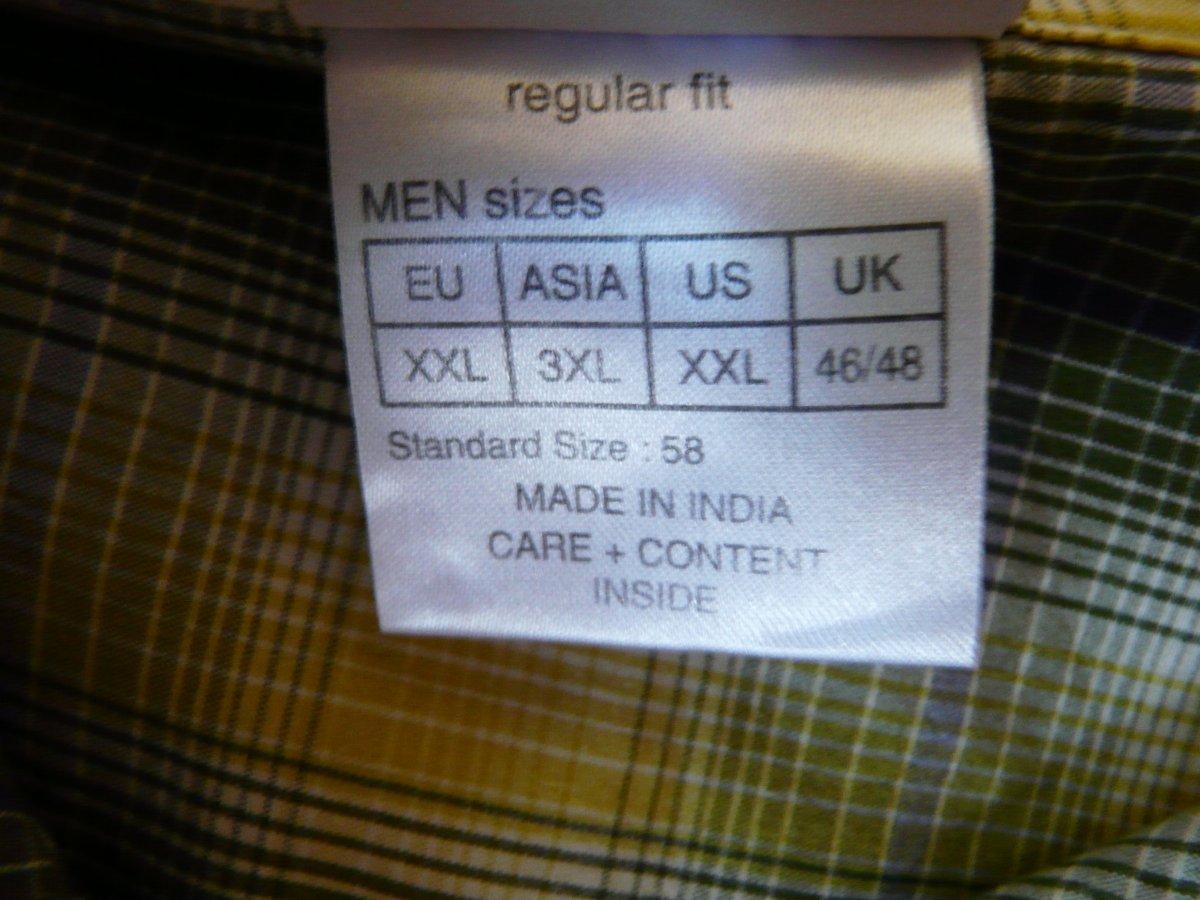 regular fit
MEN sizes
EU ASIA US UK
XXL 3XL XXL 46/48
Standard Size : 58
MADE IN INDIA
CARE + CONTENT
INSIDE